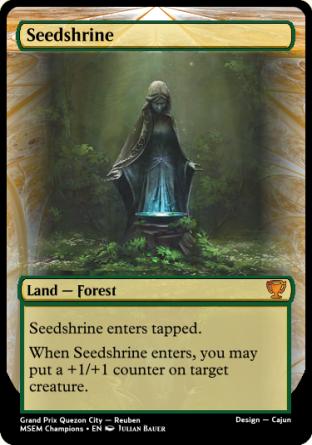 Seedshrine
Land — Forest
Seedshrine enters tapped.
When Seedshrine enters, you may
put a +1/+1 counter on target
creature.
Grand Prix Quezon City — Reuben
Design — Cajun
MSEM Champions • EN Julian Bauer